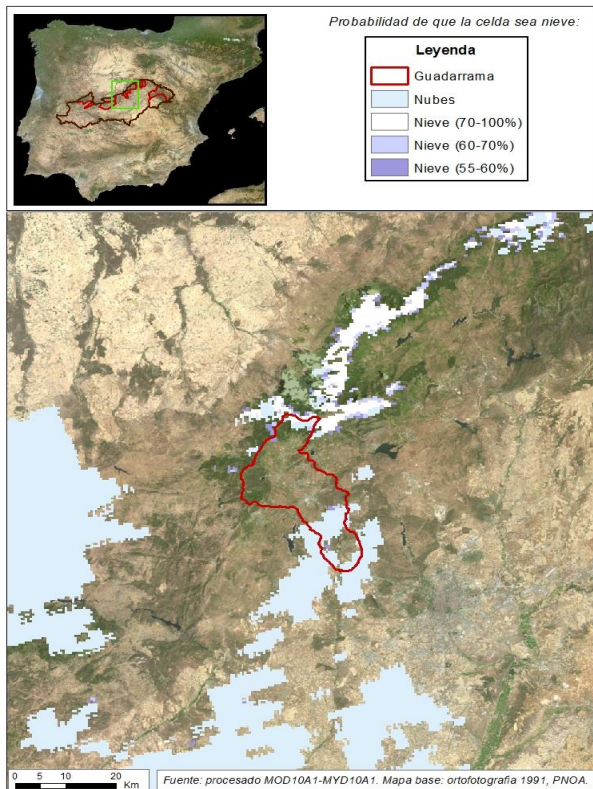 Probabilidad de que la celda sea nieve:
Leyenda
Guadarrama
Nubes
Nieve (70-100%)
Nieve (60-70%)
Nieve (55-60%)
0 5 10 20
Km
Fuente: procesado MOD10A1-MYD10A1. Mapa base: ortofotografia 1991, PNOA.